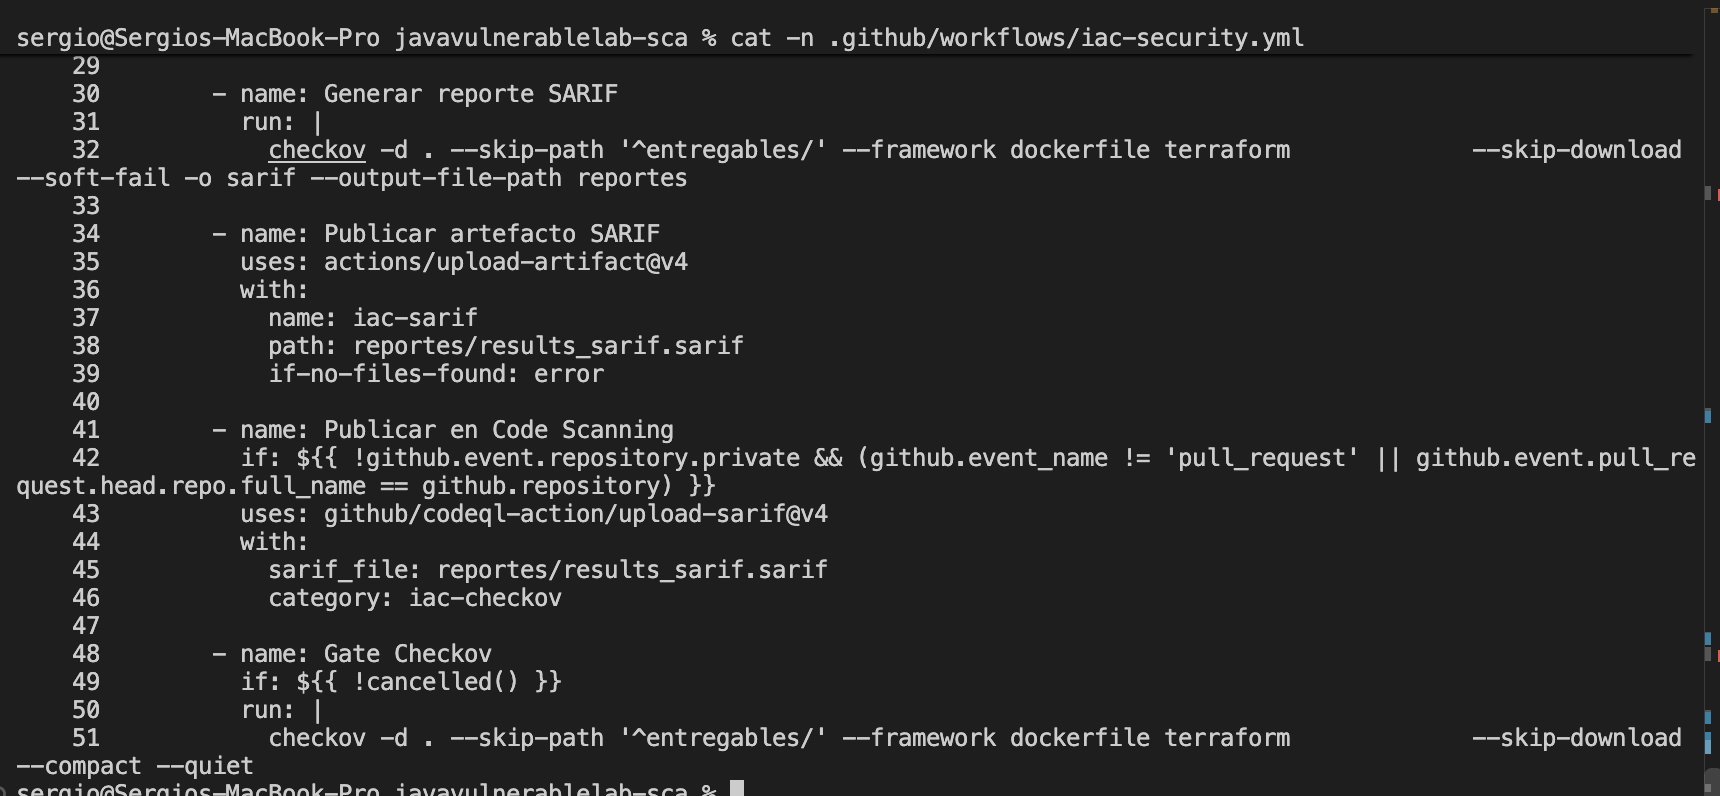 sergio@Sergios-MacBook-Pro javavulnerablelab-sca % cat -n .github/workflows/iac-security.yml
29
30        - name: Generar reporte SARIF
31          run: |
32            checkov -d . --skip-path '^entregables/' --framework dockerfile terraform             --skip-download
--soft-fail -o sarif --output-file-path reportes
33
34        - name: Publicar artefacto SARIF
35          uses: actions/upload-artifact@v4
36          with:
37            name: iac-sarif
38            path: reportes/results_sarif.sarif
39            if-no-files-found: error
40
41        - name: Publicar en Code Scanning
42          if: ${{ !github.event.repository.private && (github.event_name != 'pull_request' || github.event.pull_re
quest.head.repo.full_name == github.repository) }}
43          uses: github/codeql-action/upload-sarif@v4
44          with:
45            sarif_file: reportes/results_sarif.sarif
46            category: iac-checkov
47
48        - name: Gate Checkov
49          if: ${{ !cancelled() }}
50          run: |
51            checkov -d . --skip-path '^entregables/' --framework dockerfile terraform             --skip-download
--compact --quiet
sergio@Sergios-MacBook-Pro javavulnerablelab-sca %